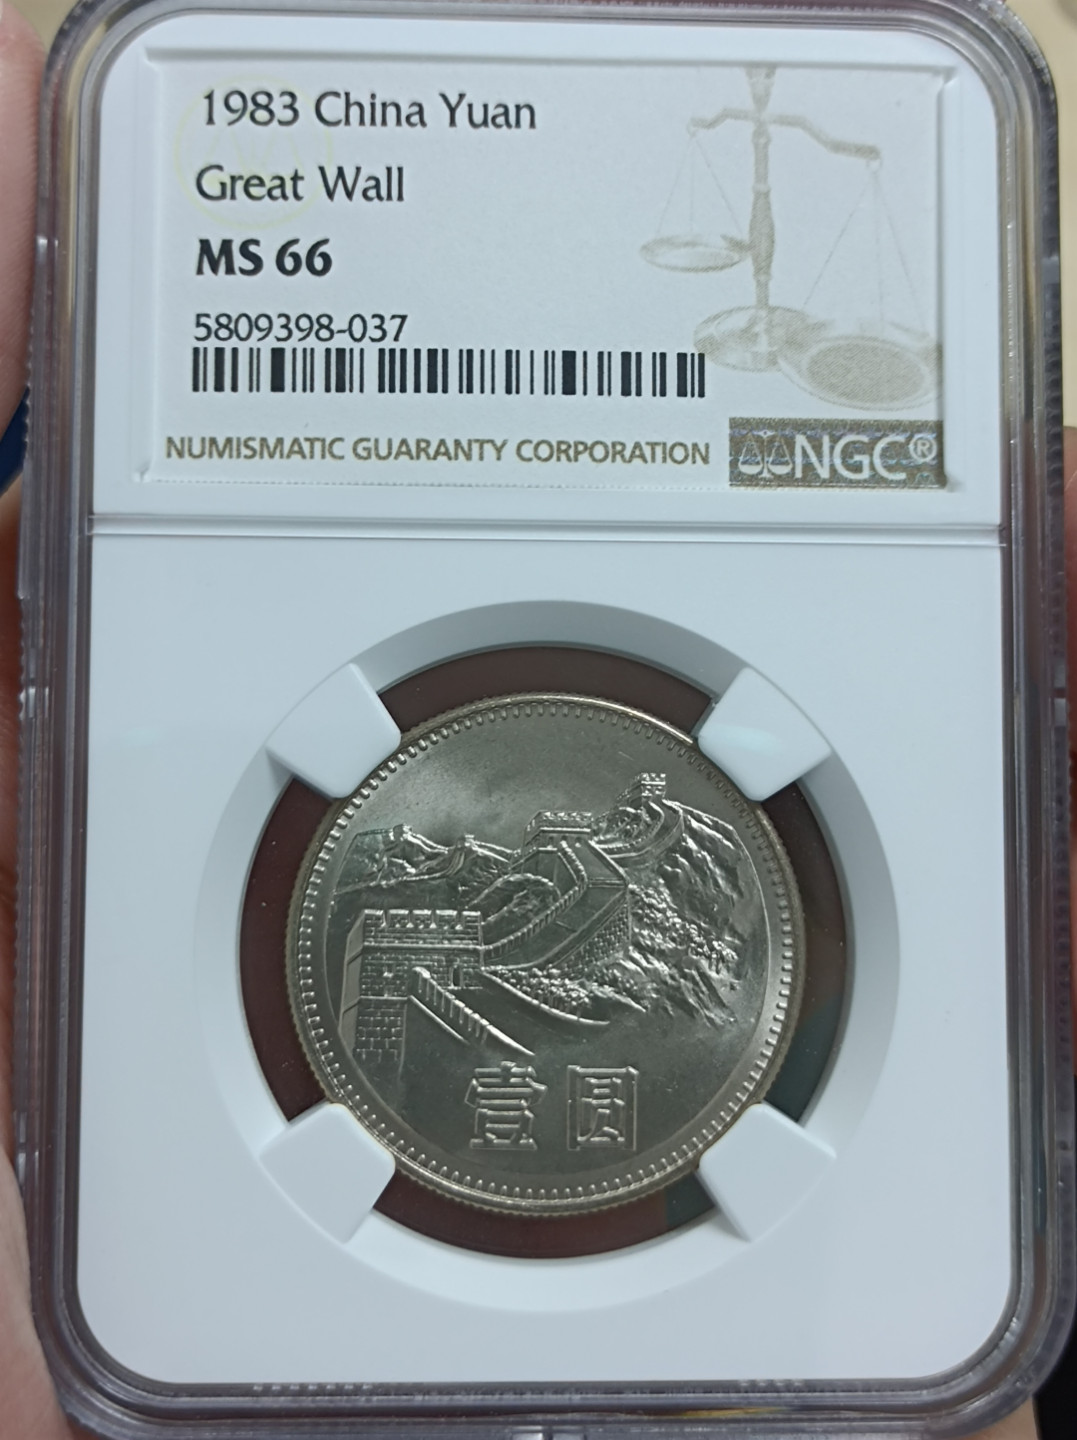 1983 China Yuan
Great Wall
MS 66
5809398-037
NUMISMATIC GUARANTY CORPORATION NGC®
壹圆